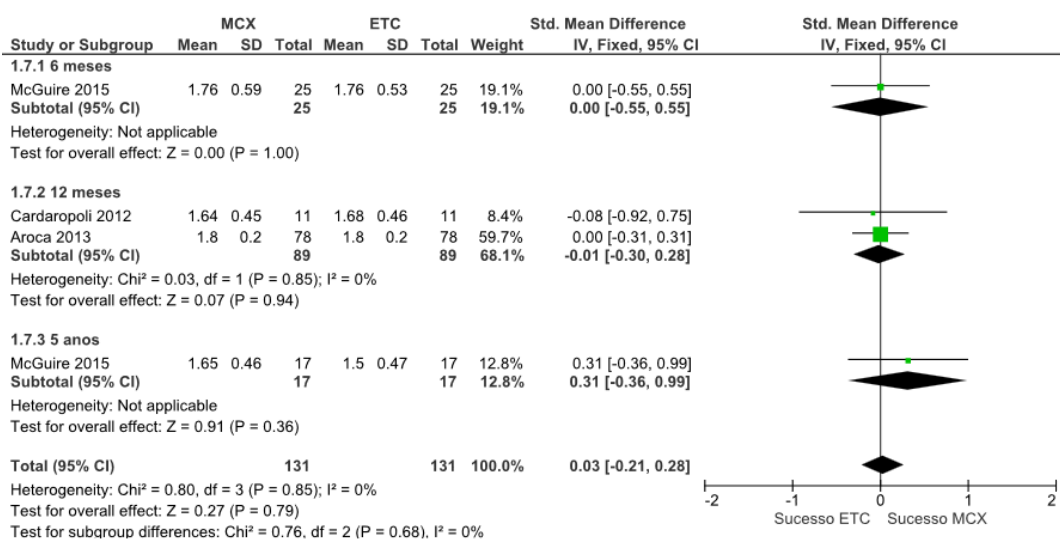 MCX ETC Std. Mean Difference Std. Mean Difference
Study or Subgroup Mean SD Total Mean SD Total Weight IV, Fixed, 95% CI IV, Fixed, 95% CI
1.7.1 6 meses
McGuire 2015 1.76 0.59 25 1.76 0.53 25 19.1% 0.00 [-0.55, 0.55]
Subtotal (95% CI) 25 25 19.1% 0.00 [-0.55, 0.55]
Heterogeneity: Not applicable
Test for overall effect: Z = 0.00 (P = 1.00)
1.7.2 12 meses
Cardaropoli 2012 1.64 0.45 11 1.68 0.46 11 8.4% -0.08 [-0.92, 0.75]
Aroca 2013 1.8 0.2 78 1.8 0.2 78 59.7% 0.00 [-0.31, 0.31]
Subtotal (95% CI) 89 89 68.1% -0.01 [-0.30, 0.28]
Heterogeneity: Chi² = 0.03, df = 1 (P = 0.85); I² = 0%
Test for overall effect: Z = 0.07 (P = 0.94)
1.7.3 5 anos
McGuire 2015 1.65 0.46 17 1.5 0.47 17 12.8% 0.31 [-0.36, 0.99]
Subtotal (95% CI) 17 17 12.8% 0.31 [-0.36, 0.99]
Heterogeneity: Not applicable
Test for overall effect: Z = 0.91 (P = 0.36)
Total (95% CI) 131 131 100.0% 0.03 [-0.21, 0.28]
Heterogeneity: Chi² = 0.80, df = 3 (P = 0.85); I² = 0%
Test for overall effect: Z = 0.27 (P = 0.79)
Test for subgroup differences: Chi² = 0.76, df = 2 (P = 0.68), I² = 0%
-2 -1 0 1 2
Sucesso ETC Sucesso MCX